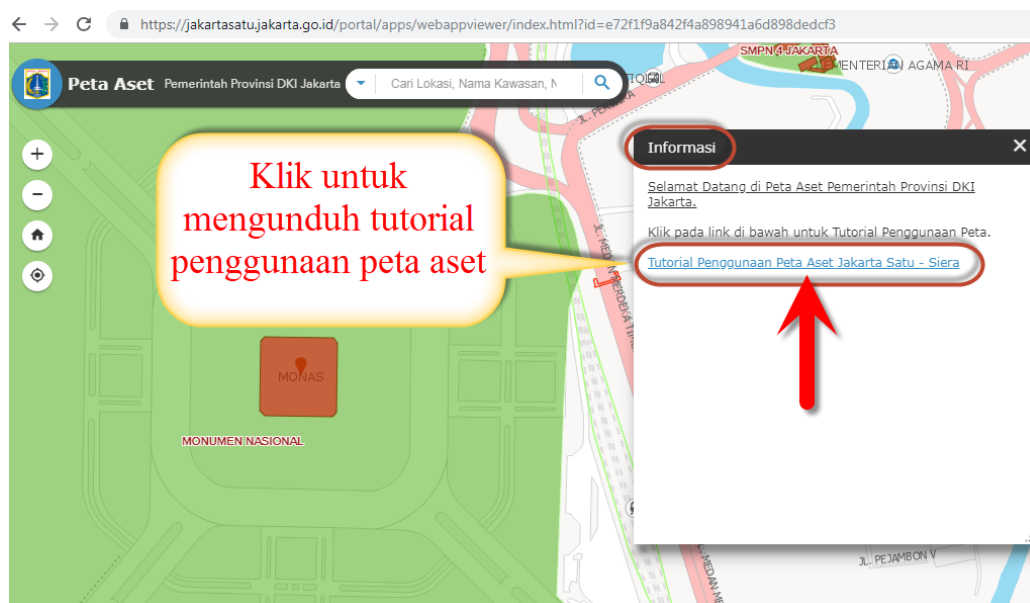 https://jakartasatu.jakarta.go.id/portal/apps/webappviewer/index.html?id=e72f1f9a842f4a898941a6d898dedcf3
SMPN 4 JAKARTA
MENTERIAN AGAMA RI
Peta Aset Pemerintah Provinsi DKI Jakarta Cari Lokasi, Nama Kawasan, N
Informasi
Klik untuk
mengunduh tutorial
penggunaan peta aset
Selamat Datang di Peta Aset Pemerintah Provinsi DKI
Jakarta.
Klik pada link di bawah untuk Tutorial Penggunaan Peta.
Tutorial Penggunaan Peta Aset Jakarta Satu - Siera
MONAS
MONUMEN NASIONAL
JL. PEJAMBON V